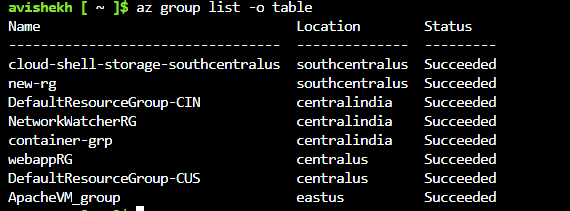 avishekh [ ~ ]$ az group list -o table
Name                               Location        Status
---------------------------------  --------------  ---------
cloud-shell-storage-southcentralus southcentralus  Succeeded
new-rg                             southcentralus  Succeeded
DefaultResourceGroup-CIN           centralindia    Succeeded
NetworkWatcherRG                   centralindia    Succeeded
container-grp                      centralindia    Succeeded
webappRG                           centralus       Succeeded
DefaultResourceGroup-CUS           centralus       Succeeded
ApacheVM_group                     eastus          Succeeded